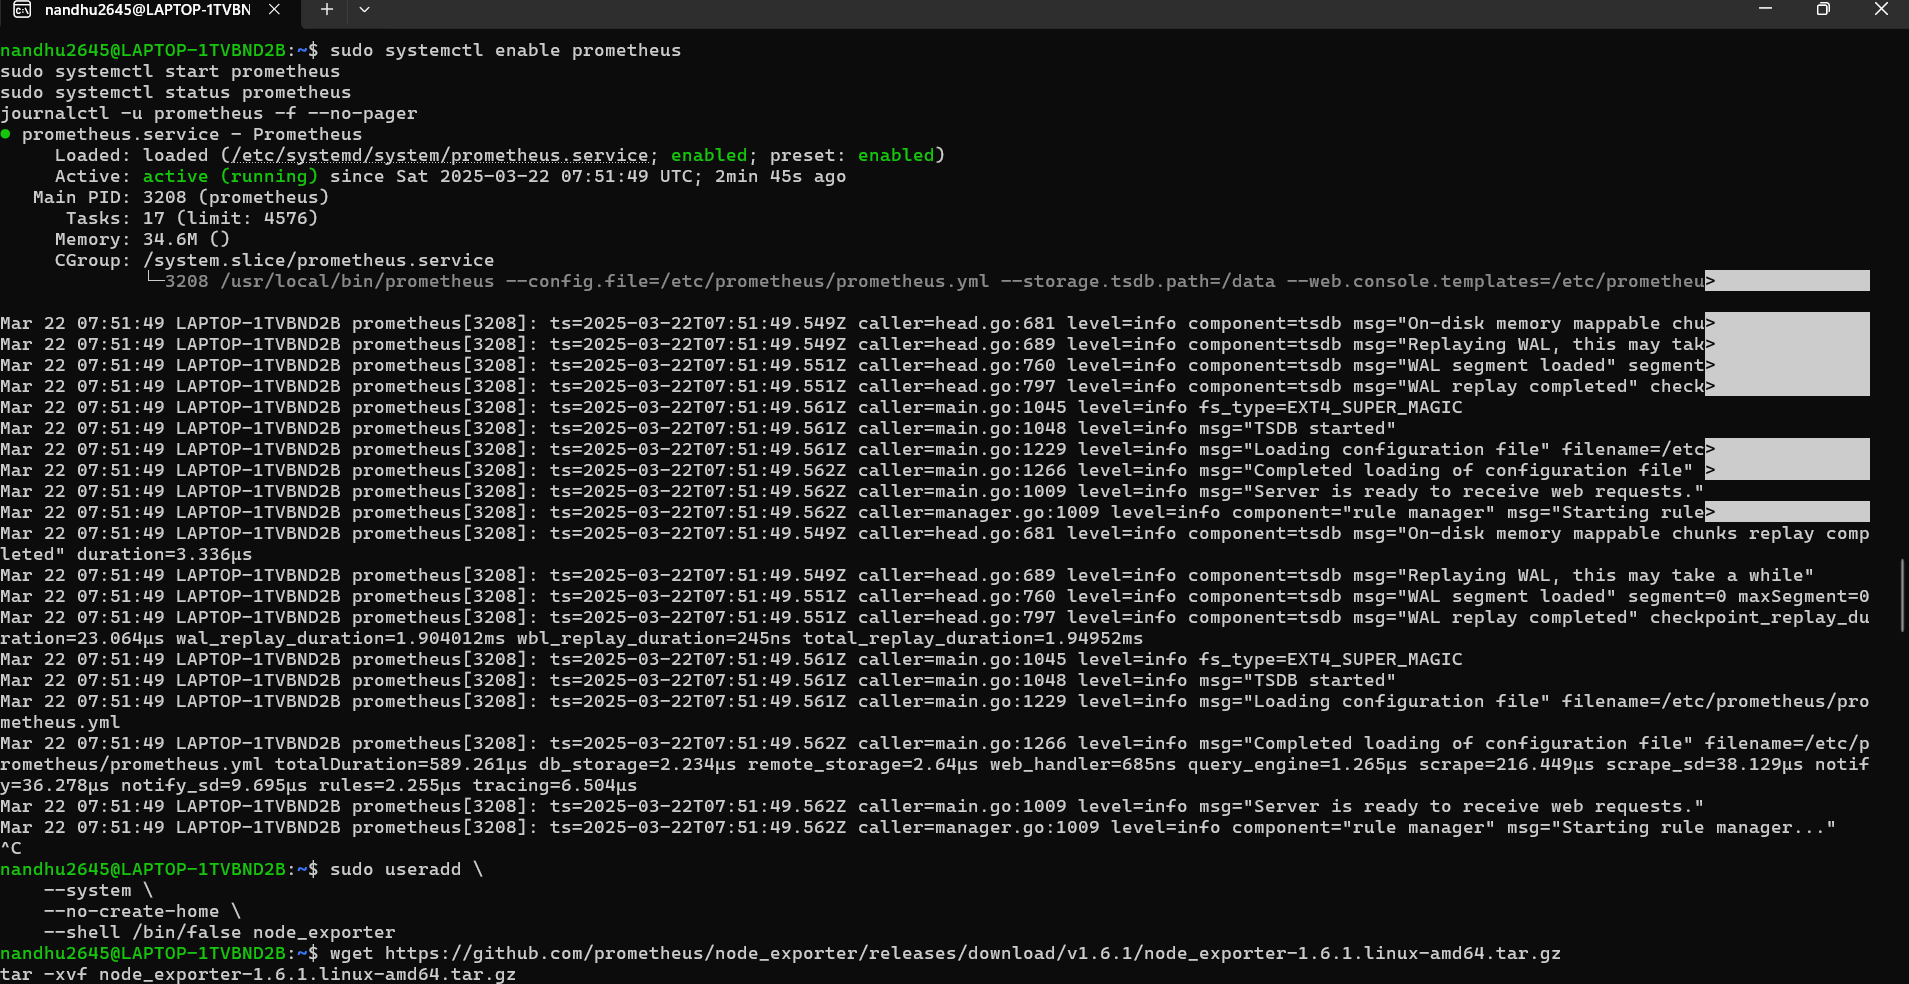 nandhu2645@LAPTOP-1TVBN
nandhu2645@LAPTOP-1TVBND2B:~$ sudo systemctl enable prometheus
sudo systemctl start prometheus
sudo systemctl status prometheus
journalctl -u prometheus -f --no-pager
● prometheus.service - Prometheus
     Loaded: loaded (/etc/systemd/system/prometheus.service; enabled; preset: enabled)
     Active: active (running) since Sat 2025-03-22 07:51:49 UTC; 2min 45s ago
   Main PID: 3208 (prometheus)
      Tasks: 17 (limit: 4576)
     Memory: 34.6M ()
     CGroup: /system.slice/prometheus.service
             └─3208 /usr/local/bin/prometheus --config.file=/etc/prometheus/prometheus.yml --storage.tsdb.path=/data --web.console.templates=/etc/prometheu>
Mar 22 07:51:49 LAPTOP-1TVBND2B prometheus[3208]: ts=2025-03-22T07:51:49.549Z caller=head.go:681 level=info component=tsdb msg="On-disk memory mappable chu>
Mar 22 07:51:49 LAPTOP-1TVBND2B prometheus[3208]: ts=2025-03-22T07:51:49.549Z caller=head.go:689 level=info component=tsdb msg="Replaying WAL, this may tak>
Mar 22 07:51:49 LAPTOP-1TVBND2B prometheus[3208]: ts=2025-03-22T07:51:49.551Z caller=head.go:760 level=info component=tsdb msg="WAL segment loaded" segment>
Mar 22 07:51:49 LAPTOP-1TVBND2B prometheus[3208]: ts=2025-03-22T07:51:49.551Z caller=head.go:797 level=info component=tsdb msg="WAL replay completed" check>
Mar 22 07:51:49 LAPTOP-1TVBND2B prometheus[3208]: ts=2025-03-22T07:51:49.561Z caller=main.go:1045 level=info fs_type=EXT4_SUPER_MAGIC
Mar 22 07:51:49 LAPTOP-1TVBND2B prometheus[3208]: ts=2025-03-22T07:51:49.561Z caller=main.go:1048 level=info msg="TSDB started"
Mar 22 07:51:49 LAPTOP-1TVBND2B prometheus[3208]: ts=2025-03-22T07:51:49.561Z caller=main.go:1229 level=info msg="Loading configuration file" filename=/etc>
Mar 22 07:51:49 LAPTOP-1TVBND2B prometheus[3208]: ts=2025-03-22T07:51:49.562Z caller=main.go:1266 level=info msg="Completed loading of configuration file" >
Mar 22 07:51:49 LAPTOP-1TVBND2B prometheus[3208]: ts=2025-03-22T07:51:49.562Z caller=main.go:1009 level=info msg="Server is ready to receive web requests."
Mar 22 07:51:49 LAPTOP-1TVBND2B prometheus[3208]: ts=2025-03-22T07:51:49.562Z caller=manager.go:1009 level=info component="rule manager" msg="Starting rule>
Mar 22 07:51:49 LAPTOP-1TVBND2B prometheus[3208]: ts=2025-03-22T07:51:49.549Z caller=head.go:681 level=info component=tsdb msg="On-disk memory mappable chunks replay comp
leted" duration=3.336µs
Mar 22 07:51:49 LAPTOP-1TVBND2B prometheus[3208]: ts=2025-03-22T07:51:49.549Z caller=head.go:689 level=info component=tsdb msg="Replaying WAL, this may take a while"
Mar 22 07:51:49 LAPTOP-1TVBND2B prometheus[3208]: ts=2025-03-22T07:51:49.551Z caller=head.go:760 level=info component=tsdb msg="WAL segment loaded" segment=0 maxSegment=0
Mar 22 07:51:49 LAPTOP-1TVBND2B prometheus[3208]: ts=2025-03-22T07:51:49.551Z caller=head.go:797 level=info component=tsdb msg="WAL replay completed" checkpoint_replay_du
ration=23.064µs wal_replay_duration=1.904012ms wbl_replay_duration=245ns total_replay_duration=1.94952ms
Mar 22 07:51:49 LAPTOP-1TVBND2B prometheus[3208]: ts=2025-03-22T07:51:49.561Z caller=main.go:1045 level=info fs_type=EXT4_SUPER_MAGIC
Mar 22 07:51:49 LAPTOP-1TVBND2B prometheus[3208]: ts=2025-03-22T07:51:49.561Z caller=main.go:1048 level=info msg="TSDB started"
Mar 22 07:51:49 LAPTOP-1TVBND2B prometheus[3208]: ts=2025-03-22T07:51:49.561Z caller=main.go:1229 level=info msg="Loading configuration file" filename=/etc/prometheus/pro
metheus.yml
Mar 22 07:51:49 LAPTOP-1TVBND2B prometheus[3208]: ts=2025-03-22T07:51:49.562Z caller=main.go:1266 level=info msg="Completed loading of configuration file" filename=/etc/p
rometheus/prometheus.yml totalDuration=589.261µs db_storage=2.234µs remote_storage=2.64µs web_handler=685ns query_engine=1.265µs scrape=216.449µs scrape_sd=38.129µs notif
y=36.278µs notify_sd=9.695µs rules=2.255µs tracing=6.504µs
Mar 22 07:51:49 LAPTOP-1TVBND2B prometheus[3208]: ts=2025-03-22T07:51:49.562Z caller=main.go:1009 level=info msg="Server is ready to receive web requests."
Mar 22 07:51:49 LAPTOP-1TVBND2B prometheus[3208]: ts=2025-03-22T07:51:49.562Z caller=manager.go:1009 level=info component="rule manager" msg="Starting rule manager..."
^C
nandhu2645@LAPTOP-1TVBND2B:~$ sudo useradd \
    --system \
    --no-create-home \
    --shell /bin/false node_exporter
nandhu2645@LAPTOP-1TVBND2B:~$ wget https://github.com/prometheus/node_exporter/releases/download/v1.6.1/node_exporter-1.6.1.linux-amd64.tar.gz
tar -xvf node_exporter-1.6.1.linux-amd64.tar.gz